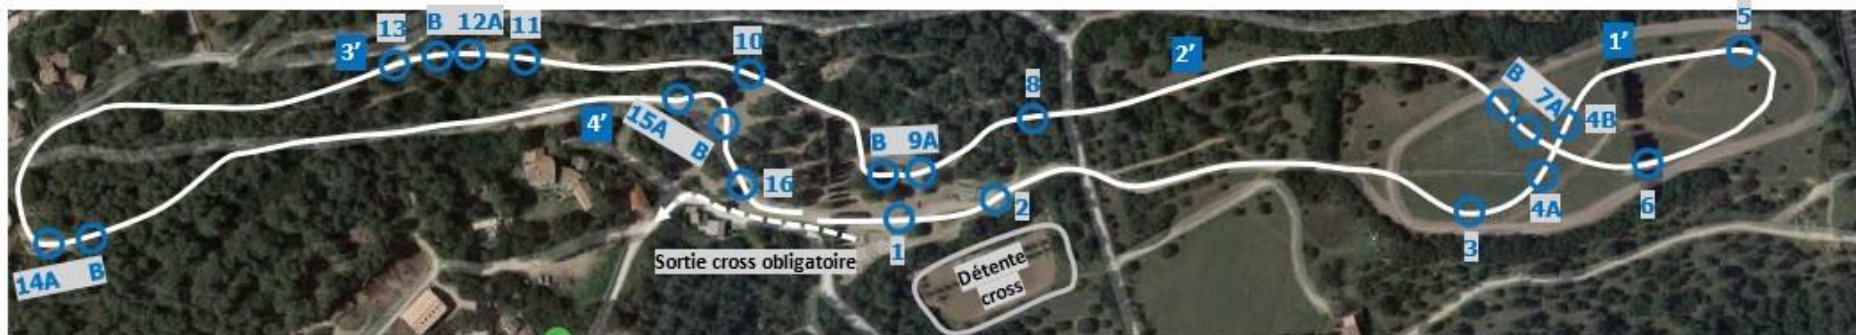 5
13
B 12A
11
1’
3’
10
2’
B 7A
8
4B
4’
15A B
B 9A
16
2
4A
6
1
3
Sortie cross obligatoire
Détente
cross
14A B